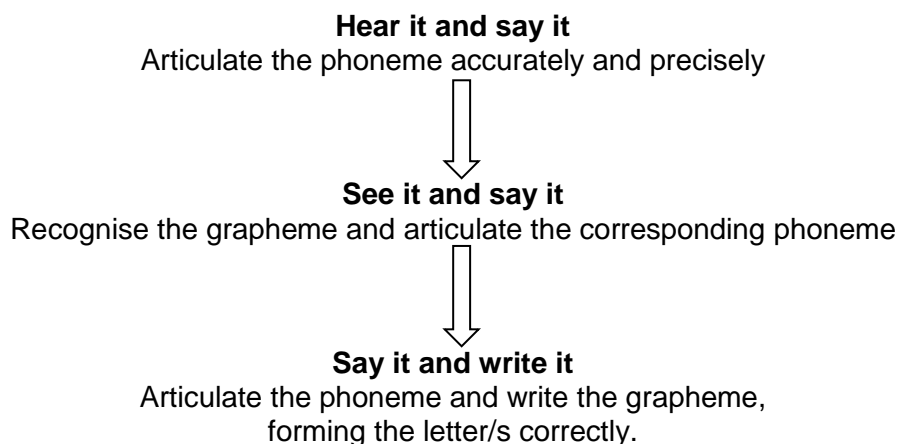 Hear it and say it
Articulate the phoneme accurately and precisely
See it and say it
Recognise the grapheme and articulate the corresponding phoneme
Say it and write it
Articulate the phoneme and write the grapheme,
forming the letter/s correctly.